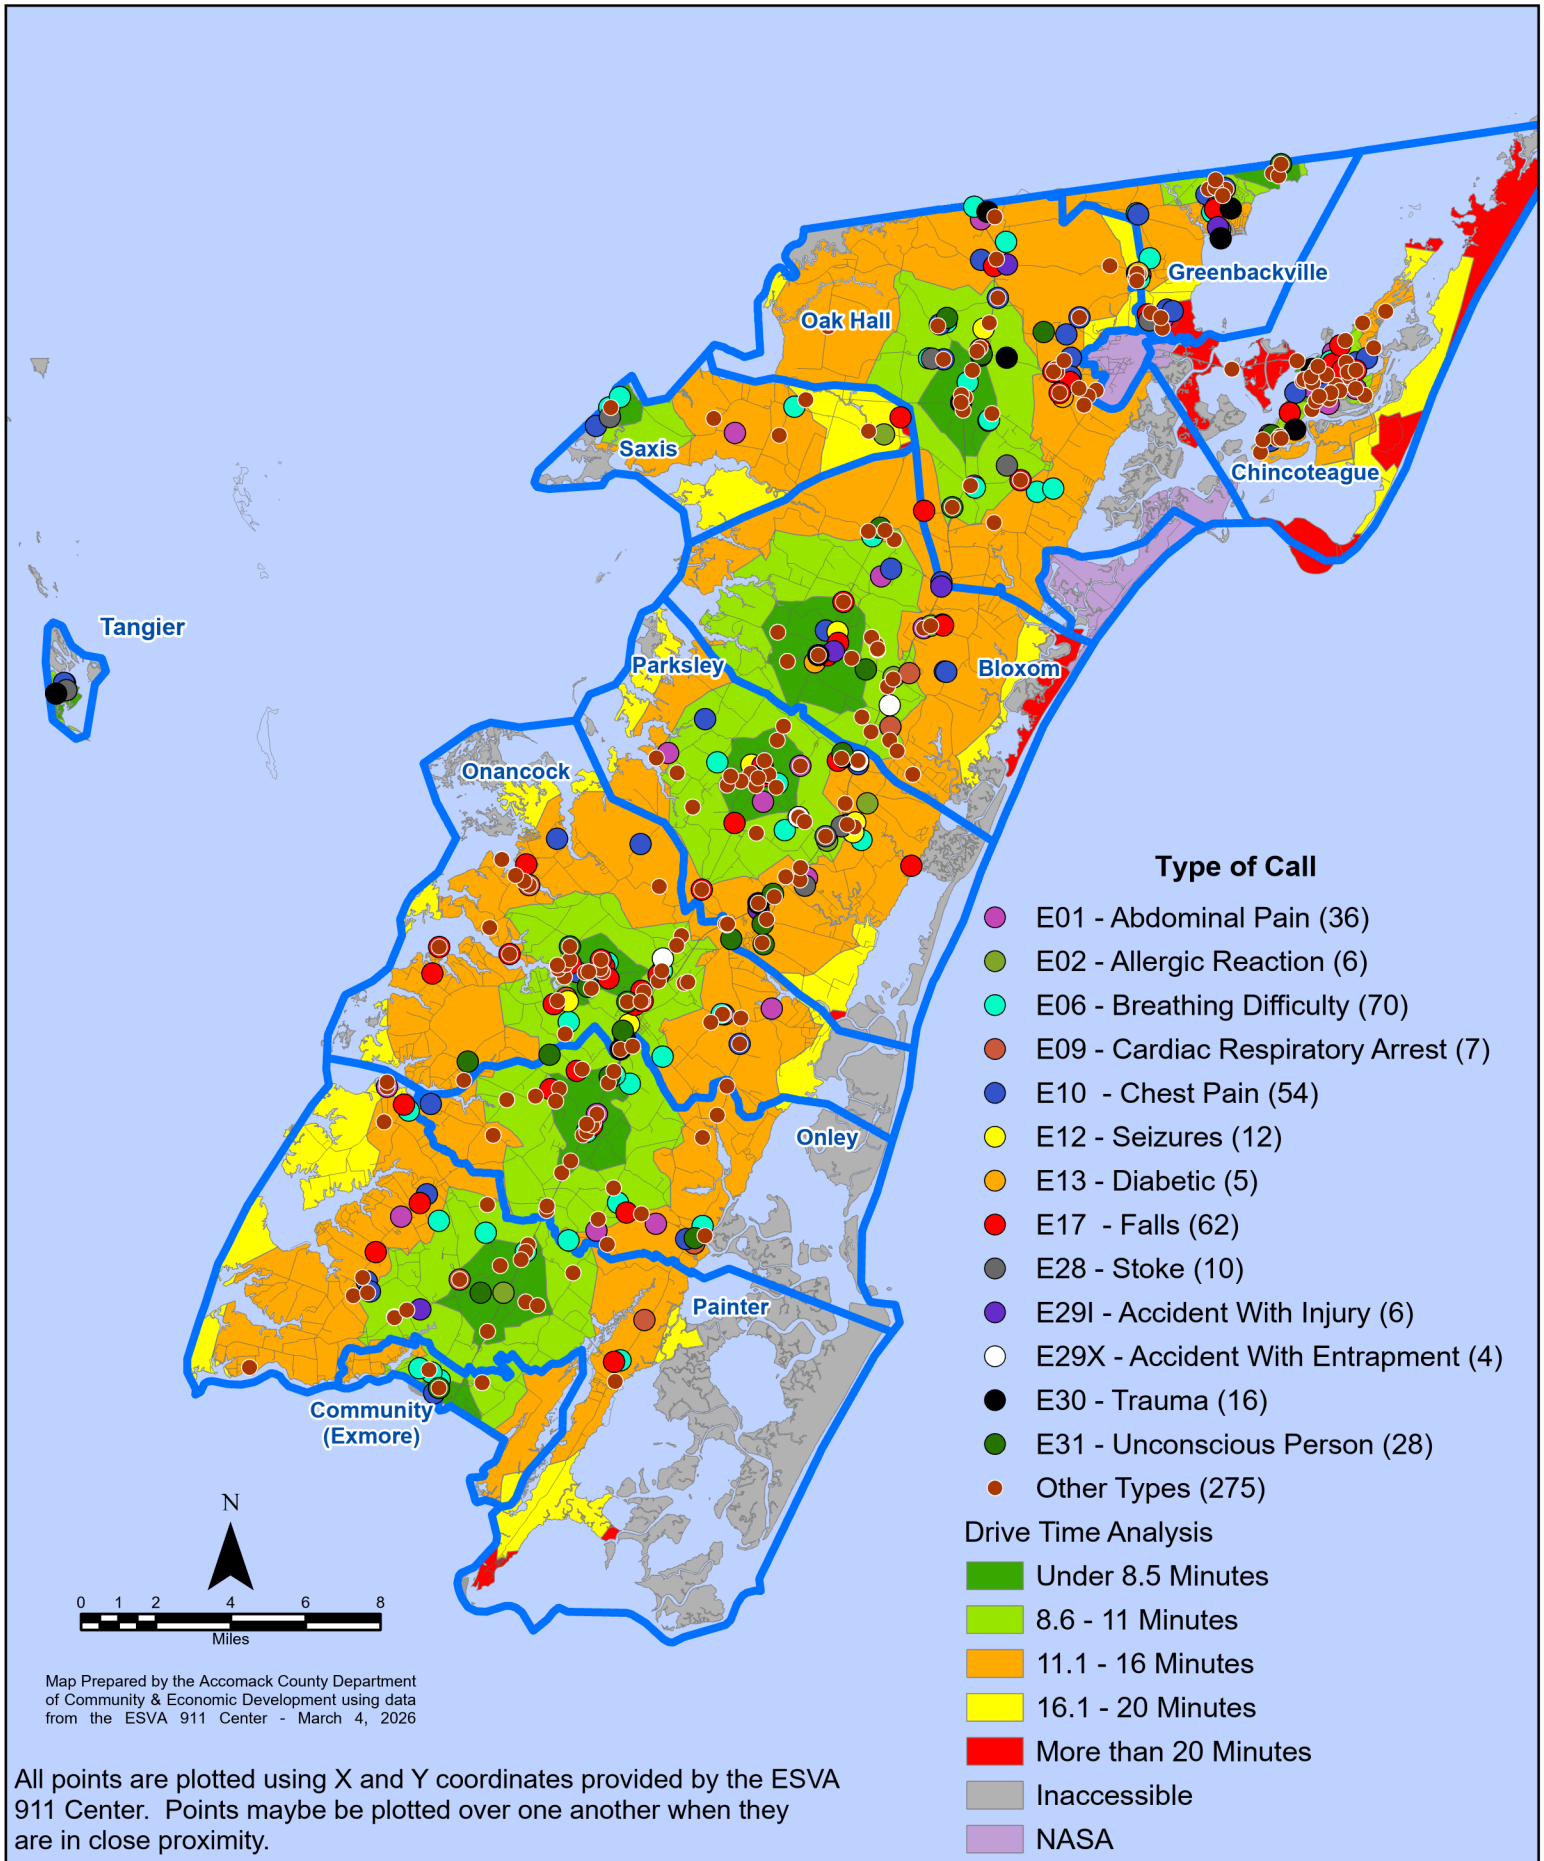 Greenbackville
Oak Hall
Saxis
Chincoteague
Tangier
Parksley
Bloxom
Onancock
Onley
Painter
Community
(Exmore)
Type of Call
E01 - Abdominal Pain (36)
E02 - Allergic Reaction (6)
E06 - Breathing Difficulty (70)
E09 - Cardiac Respiratory Arrest (7)
E10 - Chest Pain (54)
E12 - Seizures (12)
E13 - Diabetic (5)
E17 - Falls (62)
E28 - Stoke (10)
E29I - Accident With Injury (6)
E29X - Accident With Entrapment (4)
E30 - Trauma (16)
E31 - Unconscious Person (28)
Other Types (275)
Drive Time Analysis
Under 8.5 Minutes
8.6 - 11 Minutes
11.1 - 16 Minutes
16.1 - 20 Minutes
More than 20 Minutes
Inaccessible
NASA
N
0 1 2 4 6 8
Miles
Map Prepared by the Accomack County Department
of Community & Economic Development using data
from the ESVA 911 Center - March 4, 2026
All points are plotted using X and Y coordinates provided by the ESVA
911 Center. Points maybe be plotted over one another when they
are in close proximity.